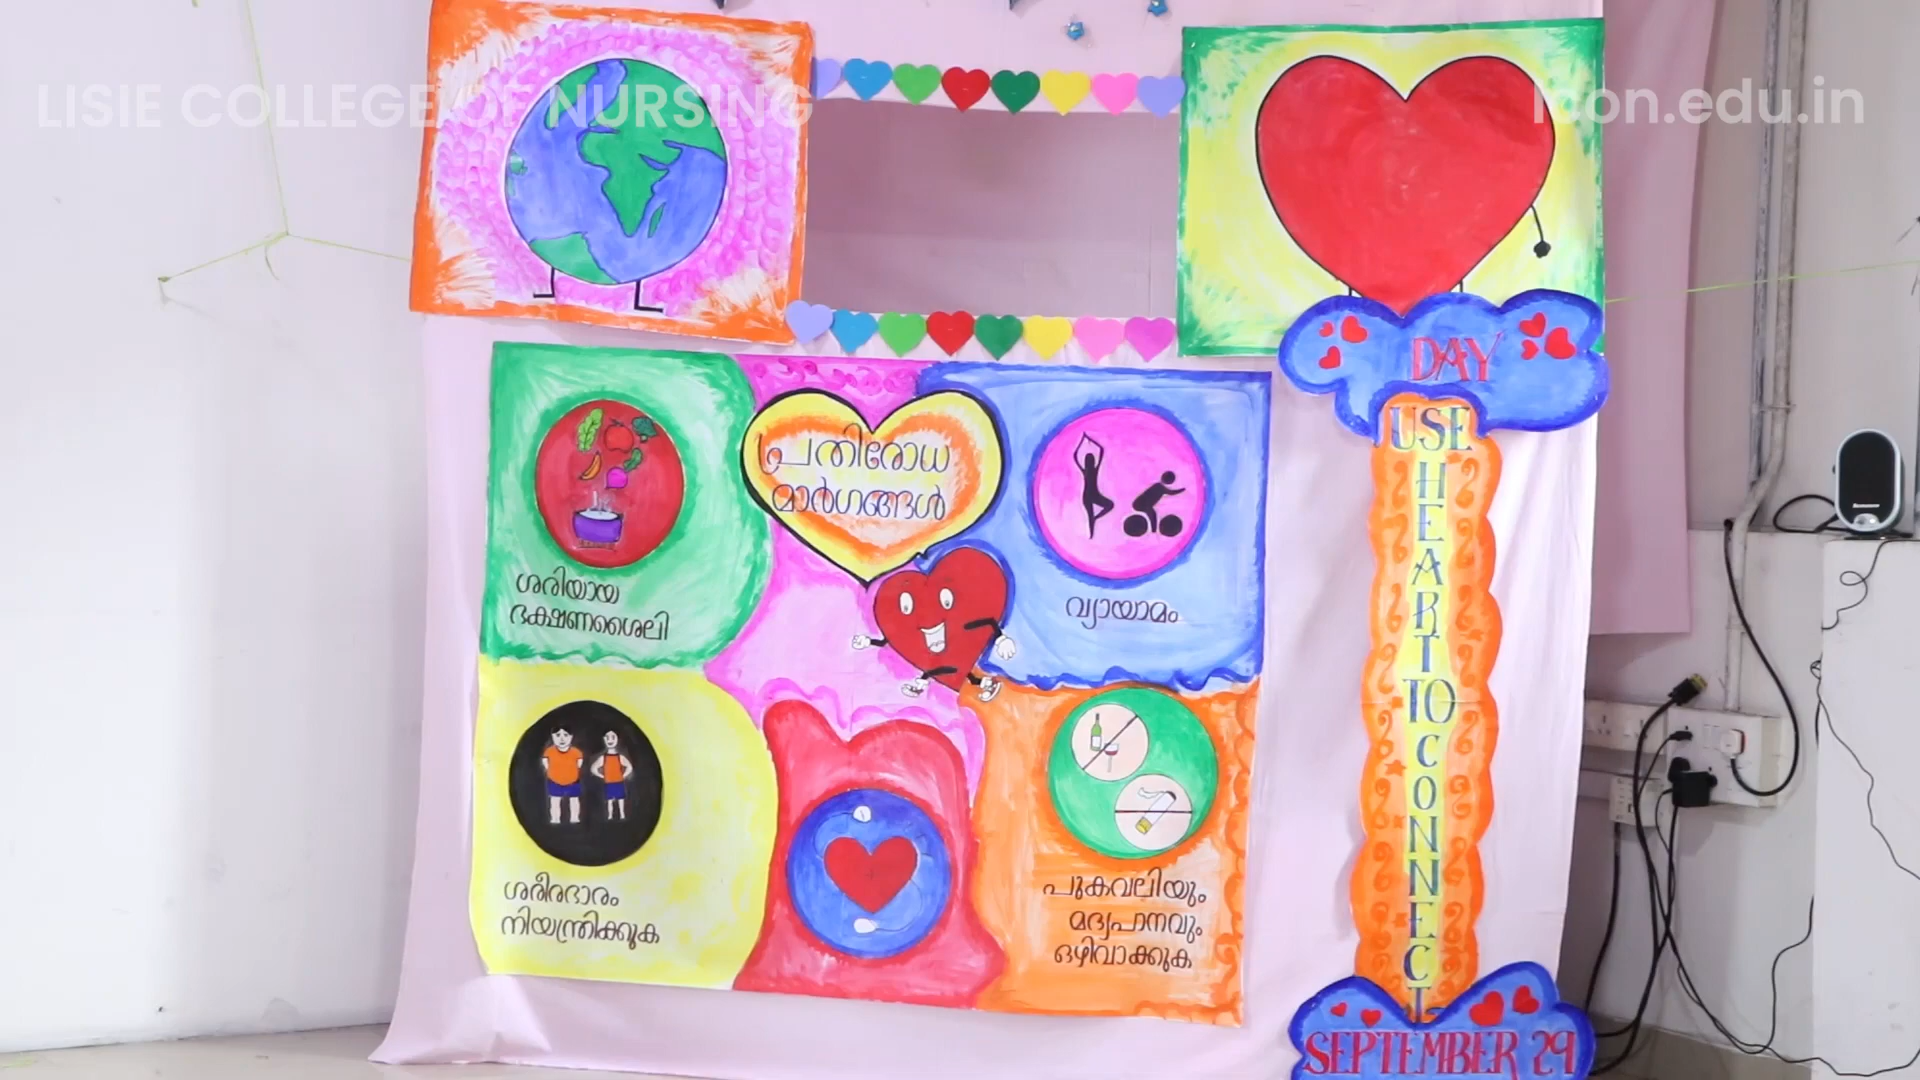 LISIE COLLEGE OF NURSING
lcon.edu.in
DAY
USE
HEART
TO
CONNECT
SEPTEMBER 29
പ്രതിരോധ
മാർഗങ്ങൾ
ശരിയായ
ഭക്ഷണശൈലി
വ്യായാമം
ശരീരഭാരം
നിയന്ത്രിക്കുക
പുകവലിയും
മദ്യപാനവും
ഒഴിവാക്കുക